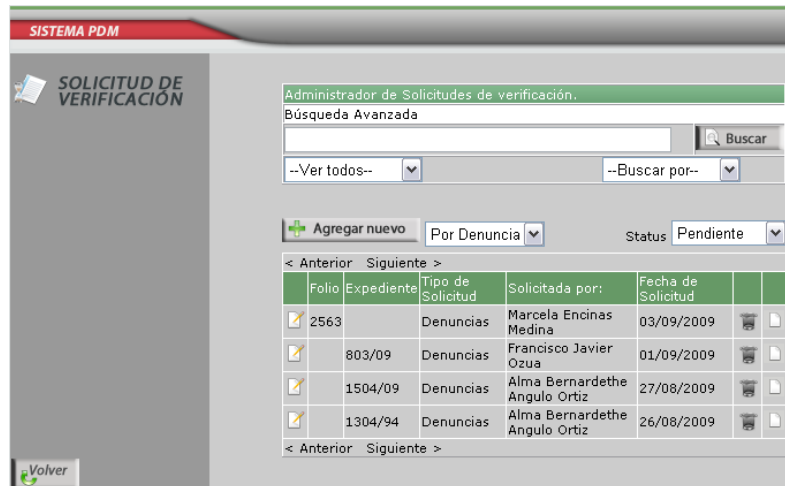 SISTEMA PDM
SOLICITUD DE
VERIFICACIÓN
Administrador de Solicitudes de verificación.
Búsqueda Avanzada
Buscar
--Ver todos-- --Buscar por--
Agregar nuevo Por Denuncia Status Pendiente
< Anterior Siguiente >
Folio Expediente Tipo de Solicitud Solicitada por: Fecha de Solicitud
2563 Denuncias Marcela Encinas Medina 03/09/2009
803/09 Denuncias Francisco Javier Ozua 01/09/2009
1504/09 Denuncias Alma Bernardethe Angulo Ortiz 27/08/2009
1304/94 Denuncias Alma Bernardethe Angulo Ortiz 26/08/2009
< Anterior Siguiente >
Volver